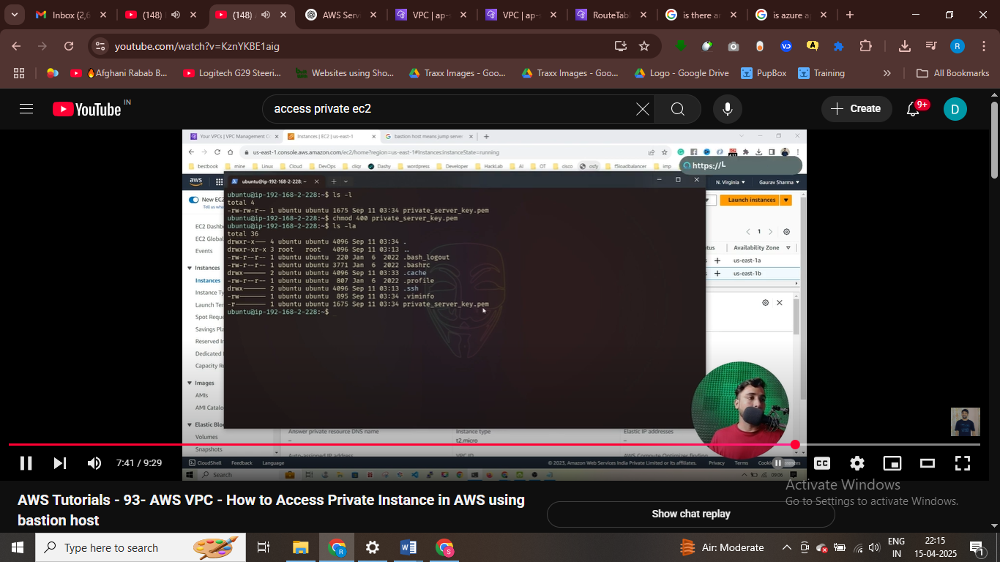 Inbox (2,6
(148)
(148)
AWS Serv
VPC | ap-s
VPC | ap-s
RouteTabl
is there an
is azure a
youtube.com/watch?v=KznYKBE1aig
R
🔥Afghani Rabab B...
Logitech G29 Steeri...
Websites using Sho...
Traxx Images - Goo...
Traxx Images - Goo...
Logo - Google Drive
PupBox
Training
»
All Bookmarks
YouTube IN
access private ec2
Create
9+
D
Your VPCs | VPC Management C
Instances | EC2 | us-east-1
bastion host means jump server
us-east-1.console.aws.amazon.com/ec2/home?region=us-east-1#Instances:instanceState=running
bestbook
mine
Linux
Cloud
DevOps
cliqr
Dashy
wordpress
Developer
HackLab
AI
OT
cisco
osfy
f5loadbalancer
imp
https://L
aws
ubuntu@ip-192-168-2-228: ~
N. Virginia
Gaurav Sharma
New EC2
Tell us wha
Launch instances
EC2 Dashb
EC2 Global
Events
Instances
Instances
Instance Ty
Launch Ten
Spot Reque
Savings Pla
Reserved In
Dedicated
Capacity Re
Images
AMIs
AMI Catalo
Elastic Bloc
Volumes
Snapshots
ubuntu@ip-192-168-2-228:~$ ls -l
total 4
-rw-rw-r-- 1 ubuntu ubuntu 1675 Sep 11 03:34 private_server_key.pem
ubuntu@ip-192-168-2-228:~$ chmod 400 private_server_key.pem
ubuntu@ip-192-168-2-228:~$ ls -la
total 36
drwxr-x--- 4 ubuntu ubuntu 4096 Sep 11 03:34 .
drwxr-xr-x 3 root   root   4096 Sep 11 03:13 ..
-rw-r--r-- 1 ubuntu ubuntu  220 Jan  6  2022 .bash_logout
-rw-r--r-- 1 ubuntu ubuntu 3771 Jan  6  2022 .bashrc
drwx------ 2 ubuntu ubuntu 4096 Sep 11 03:33 .cache
-rw-r--r-- 1 ubuntu ubuntu  807 Jan  6  2022 .profile
drwx------ 2 ubuntu ubuntu 4096 Sep 11 03:13 .ssh
-rw------- 1 ubuntu ubuntu  895 Sep 11 03:34 .viminfo
-r-------- 1 ubuntu ubuntu 1675 Sep 11 03:34 private_server_key.pem
ubuntu@ip-192-168-2-228:~$
1
tus
Availability Zone
us-east-1a
us-east-1b
Answer private resource DNS name
Instance type
Elastic IP addresses
–
t2.micro
–
CloudShell
Feedback
Language
© 2023, Amazon Web Services India Private Limited or its affiliates.
Privacy
Terms
Search
09:06
7:41 / 9:29
CC
AWS Tutorials - 93- AWS VPC - How to Access Private Instance in AWS using
bastion host
Show chat replay
Activate Windows
Go to Settings to activate Windows.
Type here to search
Air: Moderate
ENG
IN
22:15
15-04-2025
1